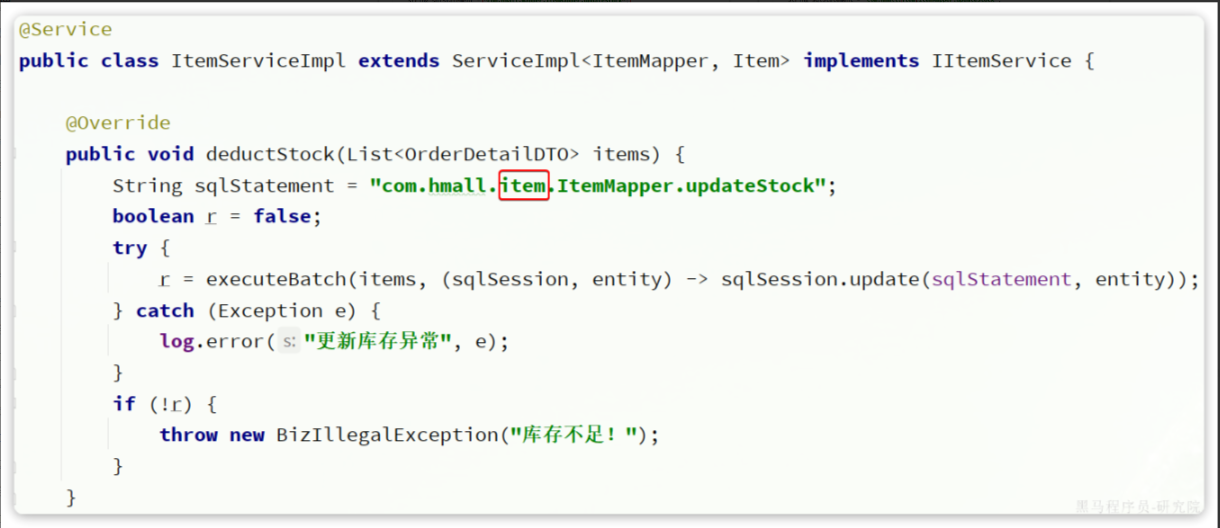 @Service
public class ItemServiceImpl extends ServiceImpl<ItemMapper, Item> implements IItemService {
@Override
public void deductStock(List<OrderDetailDTO> items) {
String sqlStatement = "com.hmall.item.ItemMapper.updateStock";
boolean r = false;
try {
r = executeBatch(items, (sqlSession, entity) -> sqlSession.update(sqlStatement, entity));
} catch (Exception e) {
log.error( s: "更新库存异常", e);
}
if (!r) {
throw new BizIllegalException("库存不足！");
}
}
黑马程序员-研究院